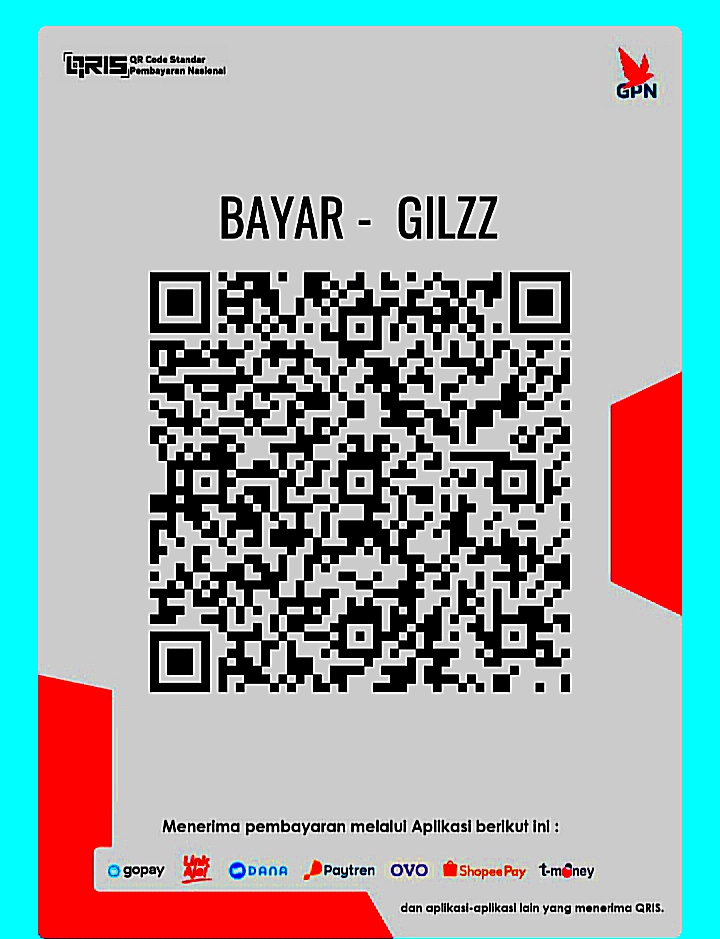 QRIS
QR Code Standar
Pembayaran Nasional
GPN
BAYAR - GILZZ
Menerima pembayaran melalui Aplikasi berikut ini :
gopay LinkAja! DANA Paytren OVO ShopeePay t-money
dan aplikasi-aplikasi lain yang menerima QRIS.